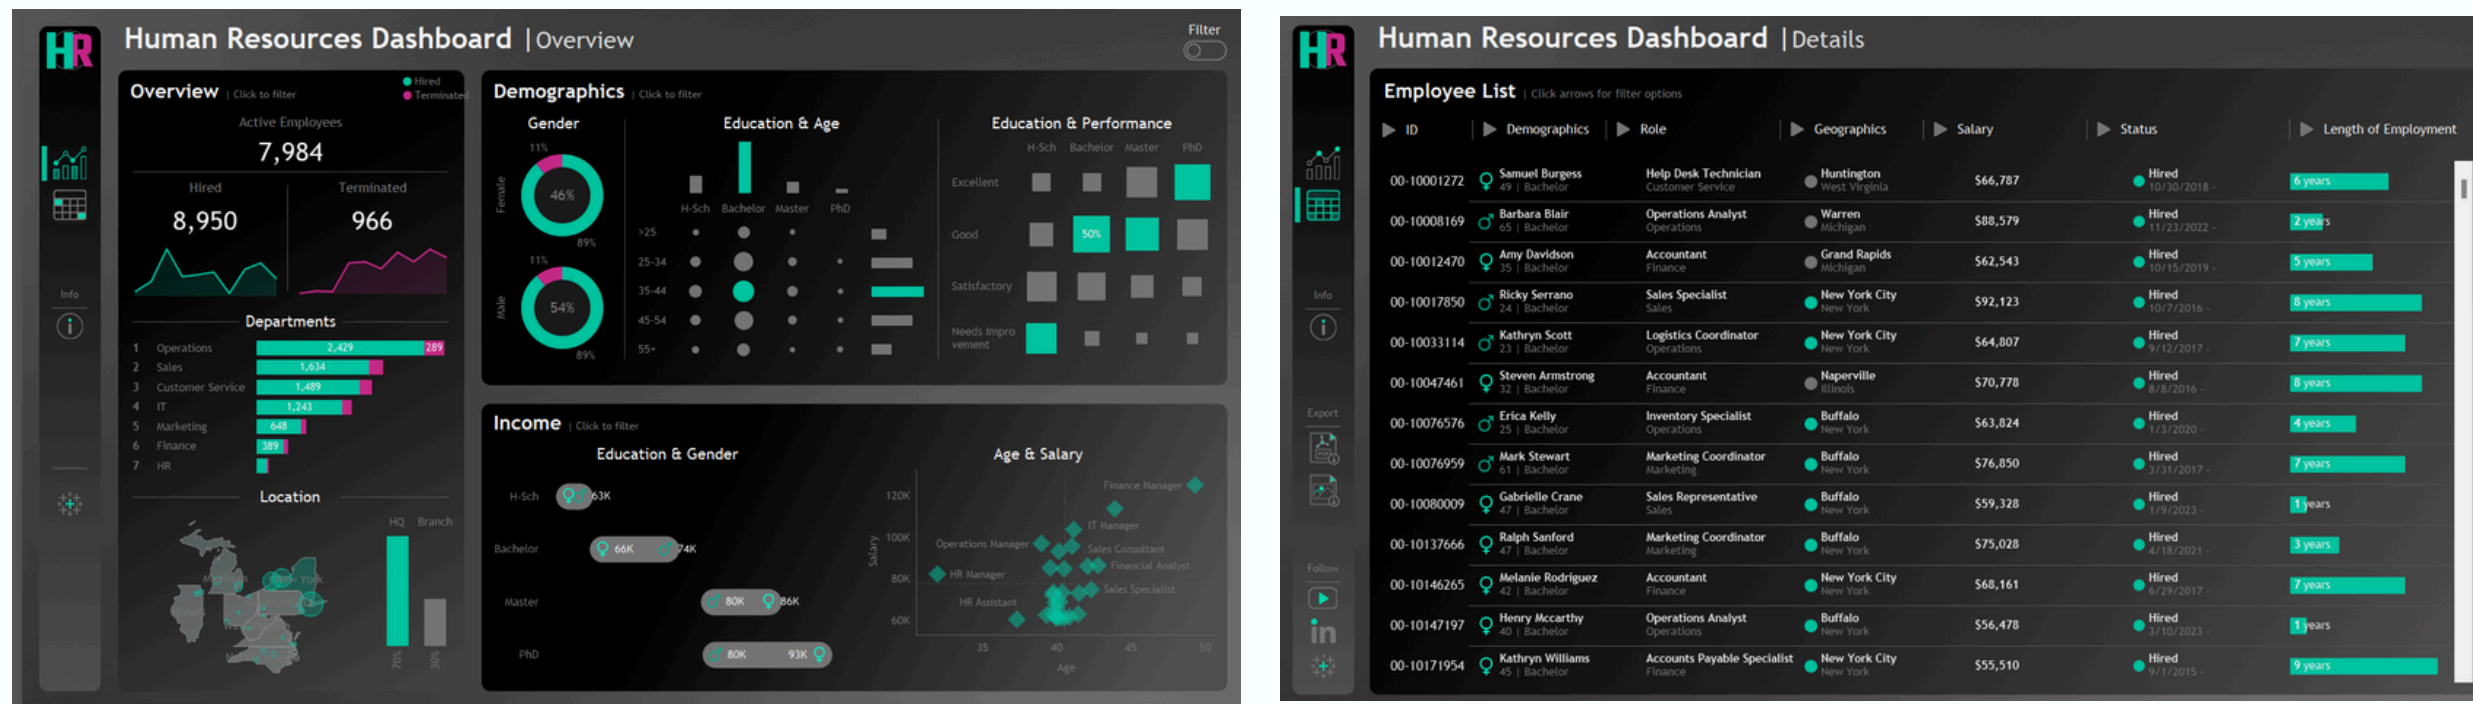 HR
Human Resources Dashboard | Overview
Filter
Overview | Click to filter
Hired
Terminated
Active Employees
7,984
Hired
8,950
Terminated
966
Departments
1 Operations 2,429 289
2 Sales 1,634
3 Customer Service 1,489
4 IT 1,243
5 Marketing 648
6 Finance 389
7 HR
Location
Michigan
New York
Illinois
HQ Branch
70% 30%
Info
Demographics | Click to filter
Gender
Female
11%
46%
89%
Male
11%
54%
89%
Education & Age
H-Sch Bachelor Master PhD
>25
25-34
35-44
45-54
55+
Education & Performance
H-Sch Bachelor Master PhD
Excellent
Good 50%
Satisfactory
Needs Impro
vement
Income | Click to filter
Education & Gender
H-Sch 63K
Bachelor 66K 74K
Master 80K 86K
PhD 80K 93K
Age & Salary
Salary
120K
100K
80K
60K
Finance Manager
IT Manager
Operations Manager
Sales Consultant
Financial Analyst
HR Manager
Sales Specialist
HR Assistant
35 40 45 50
Age
HR
Human Resources Dashboard | Details
Info
Export
Follow
in
Employee List | Click arrows for filter options
ID Demographics Role Geographics Salary Status Length of Employment
00-10001272 Samuel Burgess Help Desk Technician Huntington $66,787 Hired 6 years
49 | Bachelor Customer Service West Virginia 10/30/2018 -
00-10008169 Barbara Blair Operations Analyst Warren $88,579 Hired 2 years
65 | Bachelor Operations Michigan 11/23/2022 -
00-10012470 Amy Davidson Accountant Grand Rapids $62,543 Hired 5 years
35 | Bachelor Finance Michigan 10/15/2019 -
00-10017850 Ricky Serrano Sales Specialist New York City $92,123 Hired 8 years
24 | Bachelor Sales New York 10/7/2016 -
00-10033114 Kathryn Scott Logistics Coordinator New York City $64,807 Hired 7 years
23 | Bachelor Operations New York 9/12/2017 -
00-10047461 Steven Armstrong Accountant Naperville $70,778 Hired 8 years
32 | Bachelor Finance Illinois 8/8/2016 -
00-10076576 Erica Kelly Inventory Specialist Buffalo $63,824 Hired 4 years
25 | Bachelor Operations New York 1/3/2020 -
00-10076959 Mark Stewart Marketing Coordinator Buffalo $76,850 Hired 7 years
61 | Bachelor Marketing New York 3/31/2017 -
00-10080009 Gabrielle Crane Sales Representative Buffalo $59,328 Hired 1 years
47 | Bachelor Sales New York 1/9/2023 -
00-10137666 Ralph Sanford Marketing Coordinator Buffalo $75,028 Hired 3 years
47 | Bachelor Marketing New York 4/18/2021 -
00-10146265 Melanie Rodriguez Accountant New York City $68,161 Hired 7 years
42 | Bachelor Finance New York 6/29/2017 -
00-10147197 Henry Mccarthy Operations Analyst Buffalo $56,478 Hired 1 years
40 | Bachelor Operations New York 3/10/2023 -
00-10171954 Kathryn Williams Accounts Payable Specialist New York City $55,510 Hired 9 years
45 | Bachelor Finance New York 9/1/2015 -